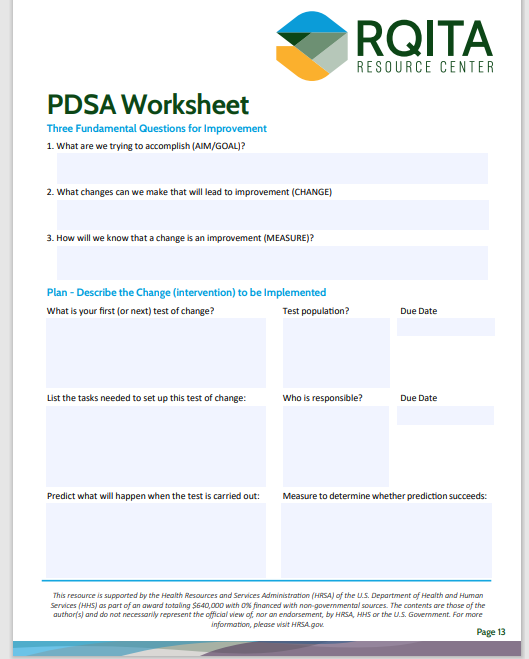 RQITA
RESOURCE CENTER
PDSA Worksheet
Three Fundamental Questions for Improvement
1. What are we trying to accomplish (AIM/GOAL)?
2. What changes can we make that will lead to improvement (CHANGE)
3. How will we know that a change is an improvement (MEASURE)?
Plan - Describe the Change (intervention) to be Implemented
What is your first (or next) test of change? Test population? Due Date
List the tasks needed to set up this test of change: Who is responsible? Due Date
Predict what will happen when the test is carried out: Measure to determine whether prediction succeeds:
This resource is supported by the Health Resources and Services Administration (HRSA) of the U.S. Department of Health and Human
Services (HHS) as part of an award totaling $640,000 with 0% financed with non-governmental sources. The contents are those of the
author(s) and do not necessarily represent the official view of, nor an endorsement, by HRSA, HHS or the U.S. Government. For more
information, please visit HRSA.gov.
Page 13